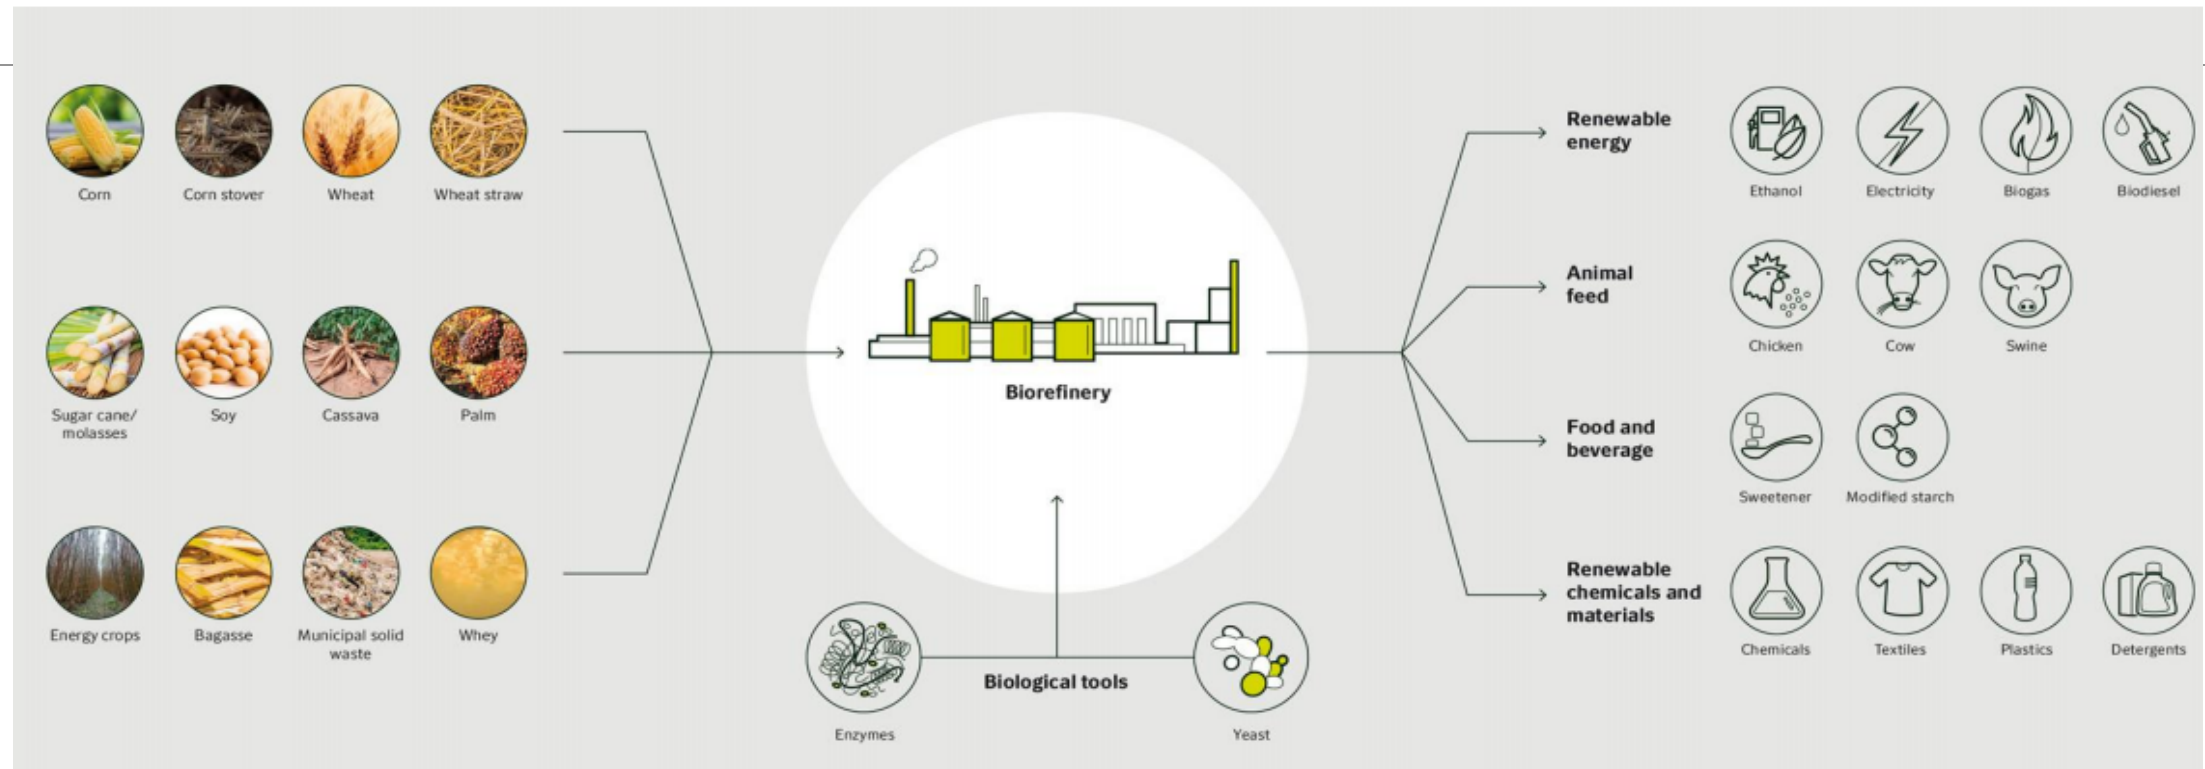 Corn
Corn stover
Wheat
Wheat straw
Sugar cane/
molasses
Soy
Cassava
Palm
Energy crops
Bagasse
Municipal solid
waste
Whey
Biorefinery
Biological tools
Enzymes
Yeast
Renewable
energy
Ethanol
Electricity
Biogas
Biodiesel
Animal
feed
Chicken
Cow
Swine
Food and
beverage
Sweetener
Modified starch
Renewable
chemicals and
materials
Chemicals
Textiles
Plastics
Detergents